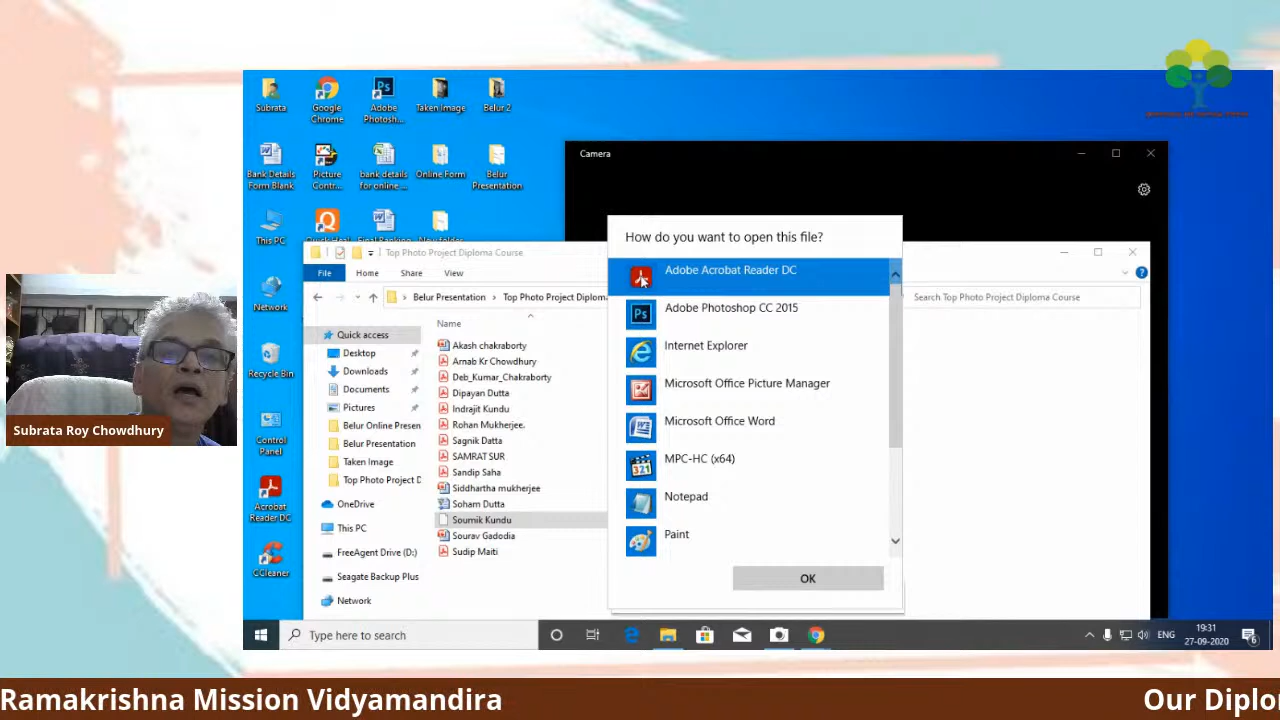 Subrata
Google Chrome
Adobe Photosh...
Taken Image
Belur 2
Bank Details Form Blank
Picture Contr...
bank details for online ...
Online Form
Belur Presentation
This PC
Quick Heal
Final Ranking
New folder
Network
Recycle Bin
Control Panel
Acrobat Reader DC
CCleaner
Camera
Top Photo Project Diploma Course
File
Home
Share
View
Belur Presentation
Top Photo Project Diplom
Search Top Photo Project Diploma Course
Quick access
Desktop
Downloads
Documents
Pictures
Belur Online Presen
Belur Presentation
Taken Image
Top Photo Project D
OneDrive
This PC
FreeAgent Drive (D:)
Seagate Backup Plus
Network
Name
Akash chakraborty
Arnab Kr Chowdhury
Deb_Kumar_Chakraborty
Dipayan Dutta
Indrajit Kundu
Rohan Mukherjee.
Sagnik Datta
SAMRAT SUR
Sandip Saha
Siddhartha mukherjee
Soham Dutta
Soumik Kundu
Sourav Gadodia
Sudip Maiti
How do you want to open this file?
Adobe Acrobat Reader DC
Adobe Photoshop CC 2015
Internet Explorer
Microsoft Office Picture Manager
Microsoft Office Word
MPC-HC (x64)
Notepad
Paint
OK
Type here to search
ENG
19:31
27-09-2020
Subrata Roy Chowdhury
Ramakrishna Mission Vidyamandira
Our Diplo